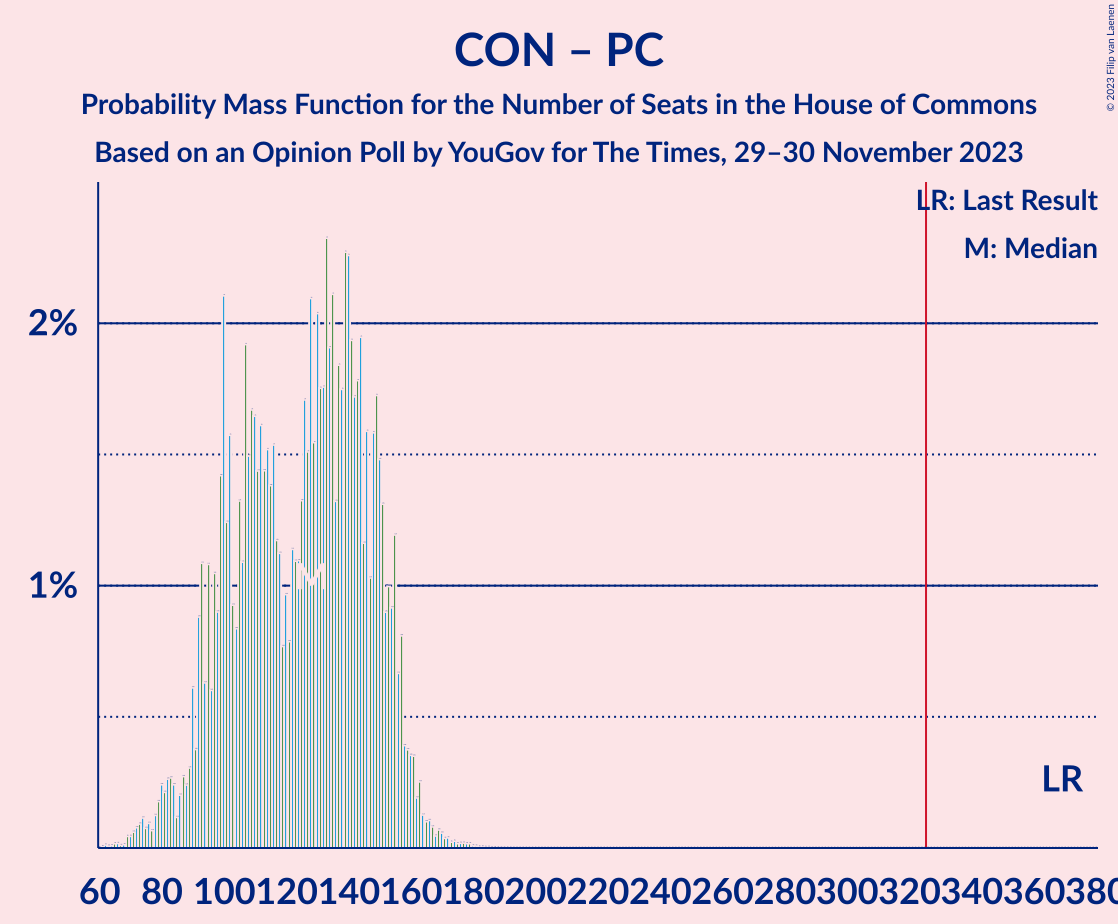 CON – PC
Probability Mass Function for the Number of Seats in the House of Commons
Based on an Opinion Poll by YouGov for The Times, 29–30 November 2023
© 2023 Filip van Laenen
LR: Last Result
M: Median
2%
1%
M
LR
60 80 100 120 140 160 180 200 220 240 260 280 300 320 340 360 380